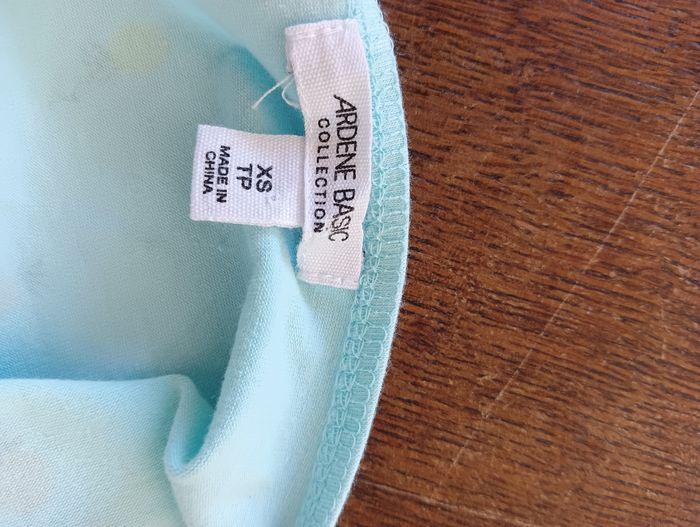 ARDENE BASIC
COLLECTION
XS
TP
MADE IN
CHINA